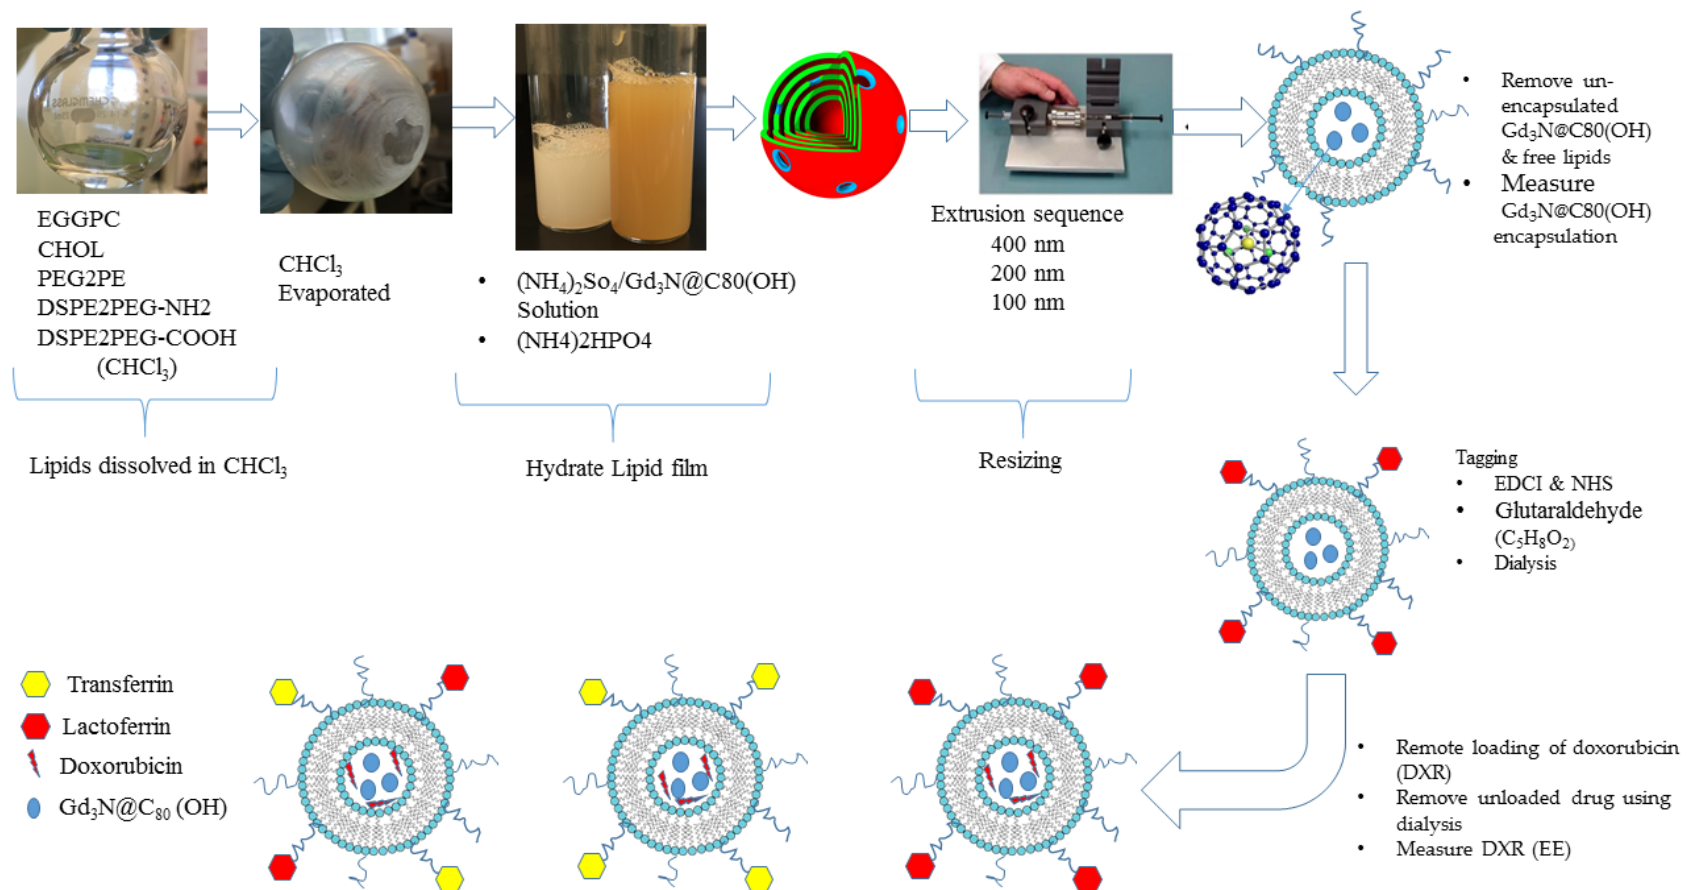 CHEMGLASS
EGGPC
CHOL
PEG2PE
DSPE2PEG-NH2
DSPE2PEG-COOH
(CHCl₃)
Lipids dissolved in CHCl₃
CHCl₃
Evaporated
• (NH₄)₂So₄/Gd₃N@C80(OH)
Solution
• (NH4)2HPO4
Hydrate Lipid film
Extrusion sequence
400 nm
200 nm
100 nm
Resizing
• Remove un-
encapsulated
Gd₃N@C80(OH)
& free lipids
• Measure
Gd₃N@C80(OH)
encapsulation
Tagging
• EDCI & NHS
• Glutaraldehyde
(C₅H₈O₂)
• Dialysis
• Remote loading of doxorubicin
(DXR)
• Remove unloaded drug using
dialysis
• Measure DXR (EE)
Transferrin
Lactoferrin
Doxorubicin
Gd₃N@C₈₀ (OH)